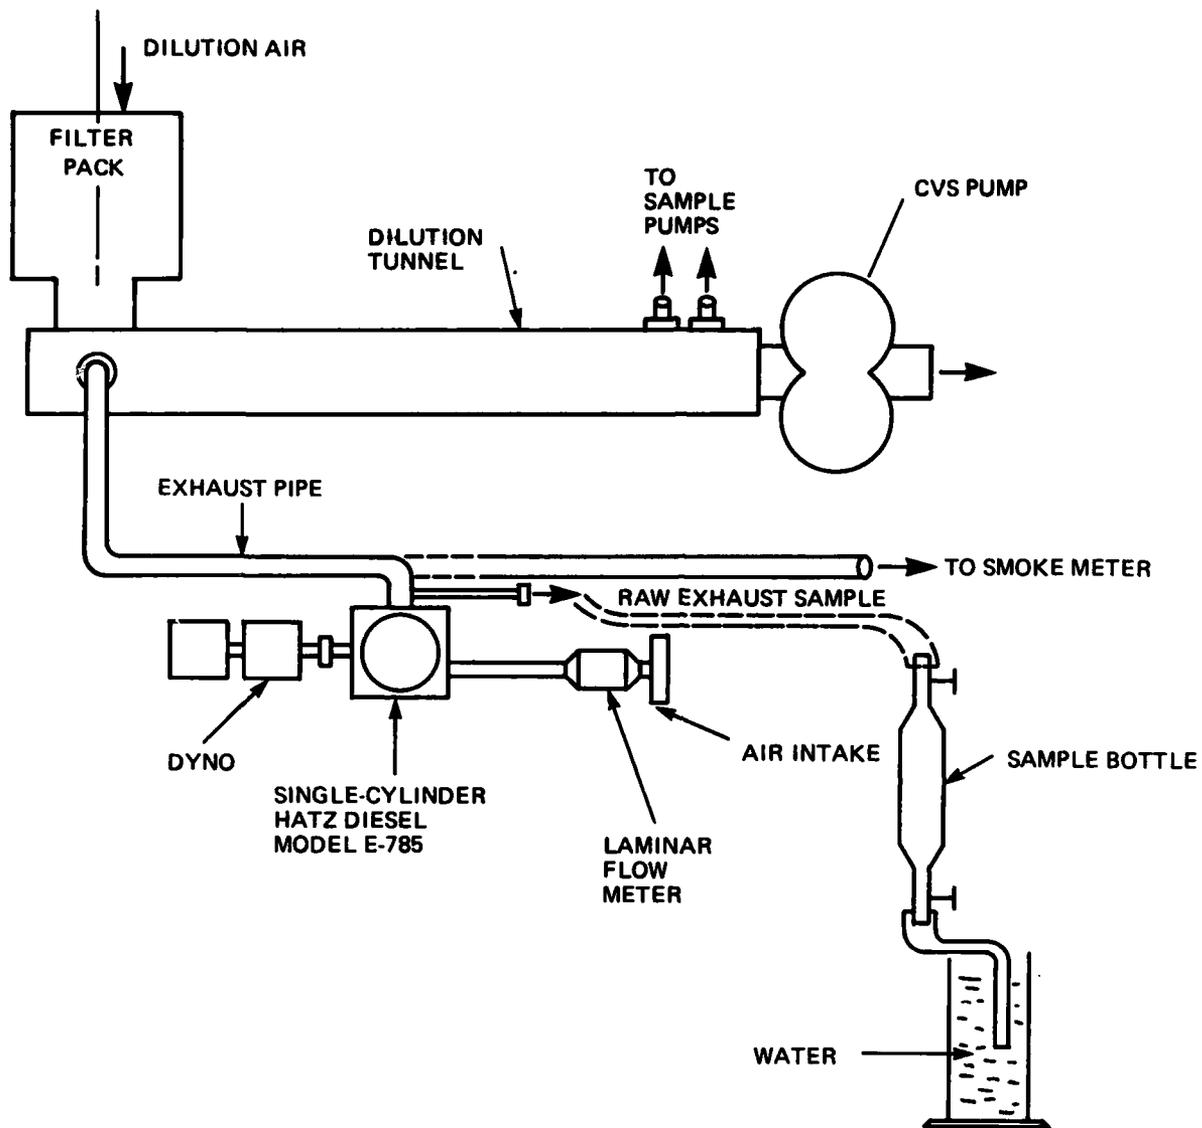 DILUTION AIR
FILTER
PACK
TO
SAMPLE
PUMPS
CVS PUMP
DILUTION
TUNNEL
EXHAUST PIPE
TO SMOKE METER
RAW EXHAUST SAMPLE
DYNO
SINGLE-CYLINDER
HATZ DIESEL
MODEL E-785
LAMINAR
FLOW
METER
AIR INTAKE
SAMPLE BOTTLE
WATER